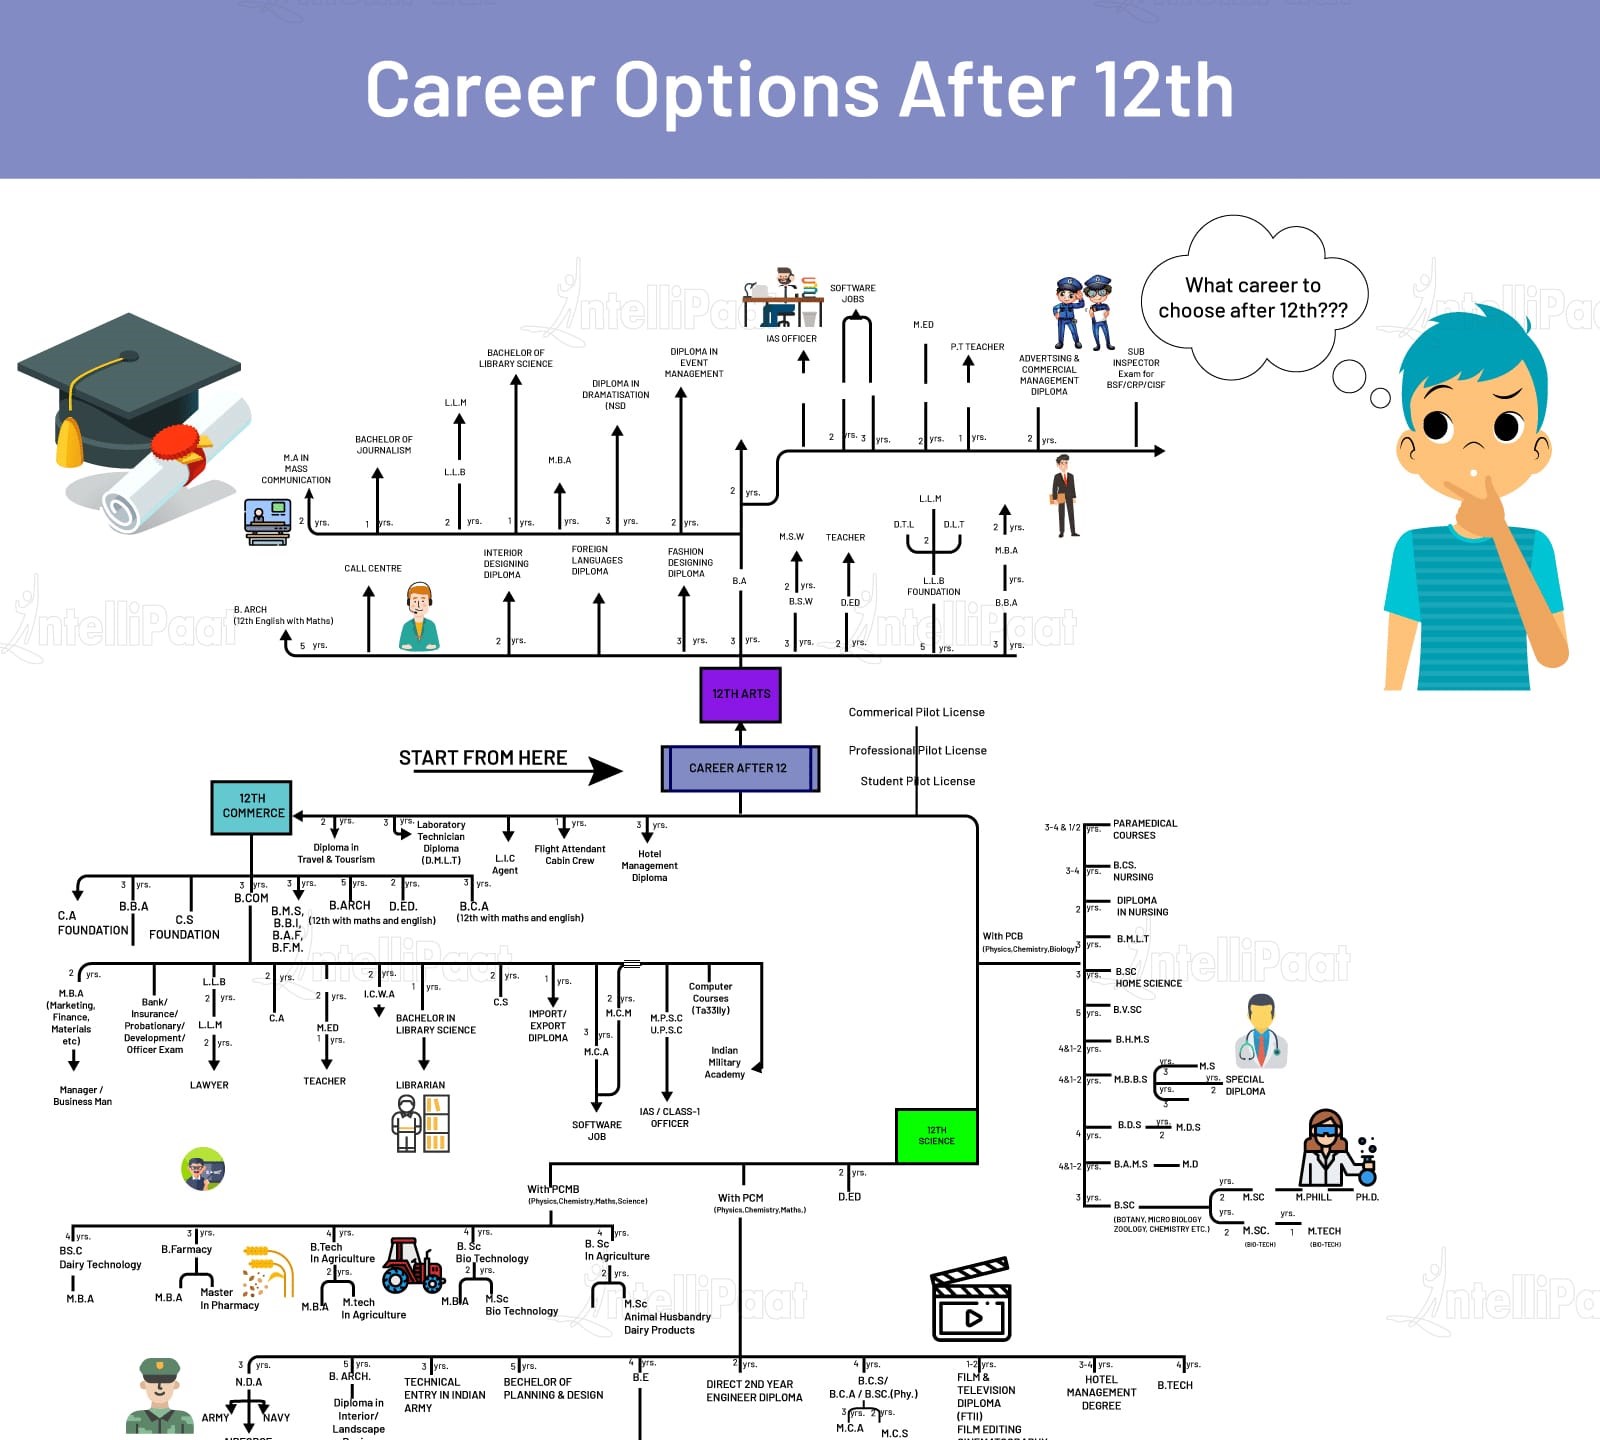 Career Options After 12th
What career to
choose after 12th???
IntelliPaat
SOFTWARE
JOBS
IAS OFFICER
M.ED
P.T TEACHER
ADVERTSING &
COMMERCIAL
MANAGEMENT
DIPLOMA
SUB
INSPECTOR
Exam for
BSF/CRP/CISF
2 yrs. 3 yrs.
2 yrs.
1 yrs.
2 yrs.
M.A IN
MASS
COMMUNICATION
BACHELOR OF
JOURNALISM
L.L.M
L.L.B
BACHELOR OF
LIBRARY SCIENCE
M.B.A
DIPLOMA IN
DRAMATISATION
(NSD
DIPLOMA IN
EVENT
MANAGEMENT
2 yrs.
2 yrs.
1 yrs.
2 yrs.
1 yrs.
yrs.
3 yrs.
2 yrs.
B. ARCH
(12th English with Maths)
5 yrs.
CALL CENTRE
INTERIOR
DESIGNING
DIPLOMA
2 yrs.
FOREIGN
LANGUAGES
DIPLOMA
FASHION
DESIGNING
DIPLOMA
3 yrs.
B.A
3 yrs.
M.S.W
2 yrs.
B.S.W
3 yrs.
TEACHER
D.ED
2 yrs.
L.L.M
D.T.L D.L.T
2
L.L.B
FOUNDATION
5 yrs.
2 yrs.
M.B.A
yrs.
B.B.A
3 yrs.
12TH ARTS
START FROM HERE
CAREER AFTER 12
Commerical Pilot License
Professional Pilot License
Student Pilot License
12TH
COMMERCE
2 yrs.
Diploma in
Travel & Tourism
3 yrs.
Laboratory
Technician
Diploma
(D.M.L.T)
L.I.C
Agent
1 yrs.
Flight Attendant
Cabin Crew
3 yrs.
Hotel
Management
Diploma
C.A
FOUNDATION
3 yrs.
B.B.A
C.S
FOUNDATION
3 yrs.
B.COM
3 yrs.
B.M.S,
B.B.I,
B.A.F,
B.F.M.
5 yrs.
B.ARCH
(12th with maths and english)
2 yrs.
D.ED.
3 yrs.
B.C.A
(12th with maths and english)
2 yrs.
M.B.A
(Marketing,
Finance,
Materials
etc)
Manager /
Business Man
Bank/
Insurance/
Probationary/
Development/
Officer Exam
L.L.B
2 yrs.
L.L.M
2 yrs.
LAWYER
2 yrs.
C.A
2 yrs.
M.ED
1 yrs.
TEACHER
2 yrs.
I.C.W.A
1 yrs.
BACHELOR IN
LIBRARY SCIENCE
LIBRARIAN
2 yrs.
C.S
1 yrs.
IMPORT/
EXPORT
DIPLOMA
2 yrs.
M.C.M
3 yrs.
M.C.A
SOFTWARE
JOB
M.P.S.C
U.P.S.C
IAS / CLASS-1
OFFICER
Computer
Courses
(Ta33lly)
Indian
Military
Academy
With PCB
(Physics,Chemistry,Biology)
3-4 & 1/2 yrs.
PARAMEDICAL
COURSES
3-4
B.CS.
NURSING
2 yrs.
DIPLOMA
IN NURSING
3 yrs.
B.M.L.T
3 yrs.
B.SC
HOME SCIENCE
5 yrs.
B.V.SC
4&1-2 yrs.
B.H.M.S
4&1-2 yrs.
M.B.B.S
yrs.
3
M.S
yrs.
2
SPECIAL
DIPLOMA
yrs.
3
4 yrs.
B.D.S
yrs.
2
M.D.S
4&1-2 yrs.
B.A.M.S
M.D
3 yrs.
B.SC
(BOTANY, MICRO BIOLOGY
ZOOLOGY, CHEMISTRY ETC.)
yrs.
2 M.SC M.PHILL PH.D.
yrs. yrs.
2 M.SC. 1 M.TECH
(BIO-TECH) (BIO-TECH)
12TH
SCIENCE
With PCMB
(Physics,Chemistry,Maths,Science)
With PCM
(Physics,Chemistry,Maths.)
2 yrs.
D.ED
4 yrs.
BS.C
Dairy Technology
M.B.A
3 yrs.
B.Farmacy
M.B.A
Master
In Pharmacy
4 yrs.
B.Tech
In Agriculture
2 yrs.
M.B.A
M.tech
In Agriculture
4 yrs.
B. Sc
Bio Technology
2 yrs.
M.B.A
M.Sc
Bio Technology
4 yrs.
B. Sc
In Agriculture
2 yrs.
M.Sc
Animal Husbandry
Dairy Products
3 yrs.
N.D.A
ARMY NAVY
AIRFORCE
5 yrs.
B. ARCH.
Diploma in
Interior/
Landscape
3 yrs.
TECHNICAL
ENTRY IN INDIAN
ARMY
5 yrs.
BECHELOR OF
PLANNING & DESIGN
4 yrs.
B.E
2 yrs.
DIRECT 2ND YEAR
ENGINEER DIPLOMA
4 yrs.
B.C.S/
B.C.A / B.SC.(Phy.)
3 yrs. 2 yrs.
M.C.A M.C.S
1-2 yrs.
FILM &
TELEVISION
DIPLOMA
(FTII)
FILM EDITING
CINEMATOGRAPHY
3-4 yrs.
HOTEL
MANAGEMENT
DEGREE
4 yrs.
B.TECH